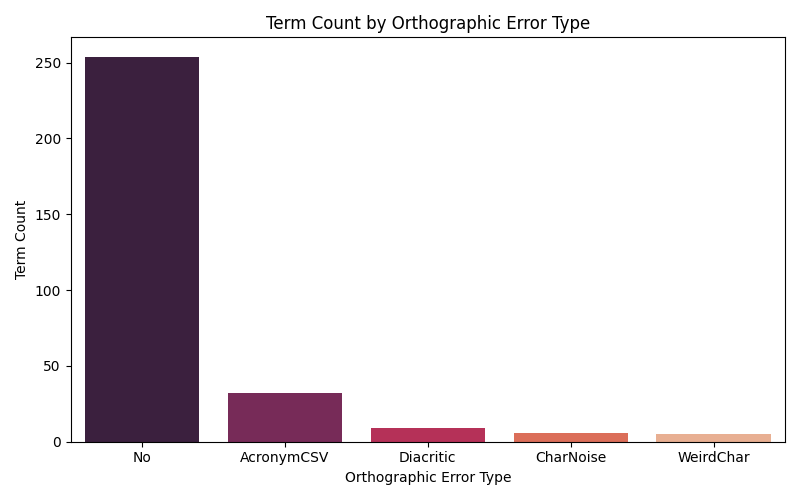 Term Count by Orthographic Error Type
Term Count
250
200
150
100
50
0
No AcronymCSV Diacritic CharNoise WeirdChar
Orthographic Error Type